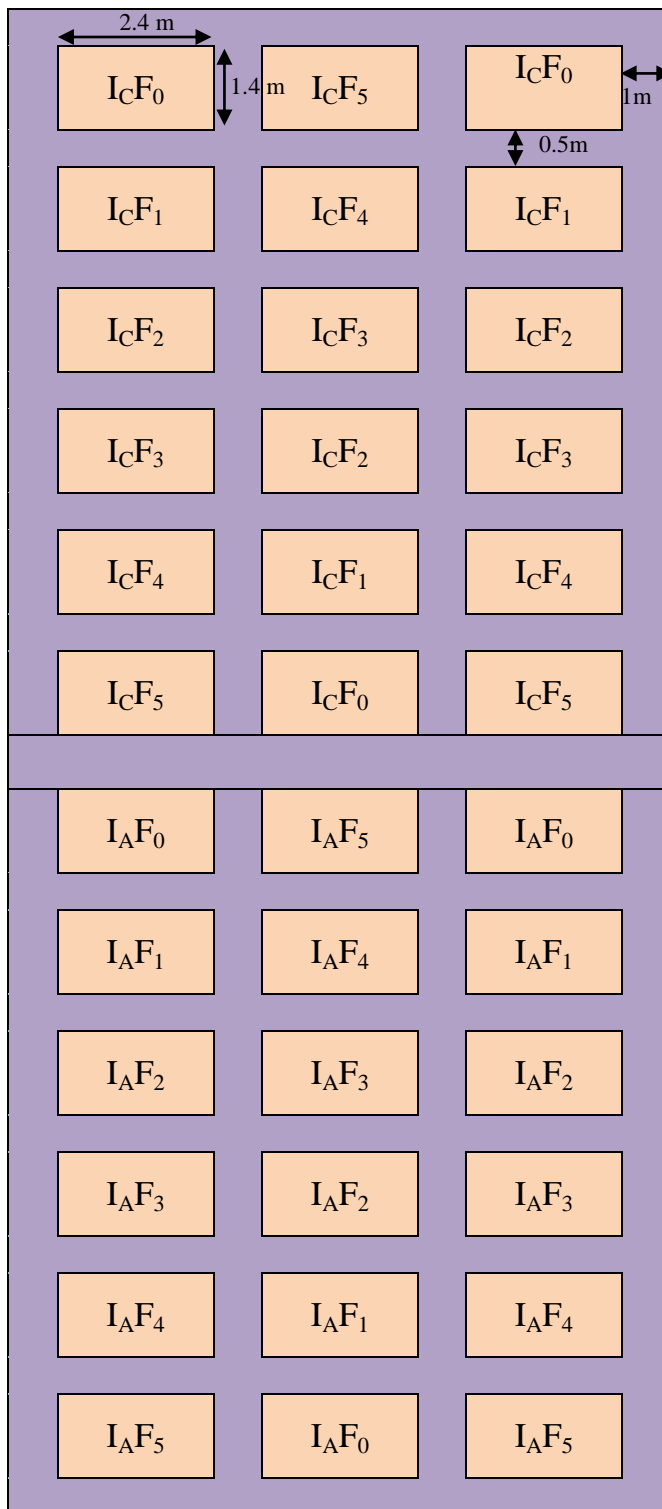 2.4 m
I_CF_0 1.4 m I_CF_5 I_CF_0 1m
0.5m
I_CF_1 I_CF_4 I_CF_1
I_CF_2 I_CF_3 I_CF_2
I_CF_3 I_CF_2 I_CF_3
I_CF_4 I_CF_1 I_CF_4
I_CF_5 I_CF_0 I_CF_5
I_AF_0 I_AF_5 I_AF_0
I_AF_1 I_AF_4 I_AF_1
I_AF_2 I_AF_3 I_AF_2
I_AF_3 I_AF_2 I_AF_3
I_AF_4 I_AF_1 I_AF_4
I_AF_5 I_AF_0 I_AF_5